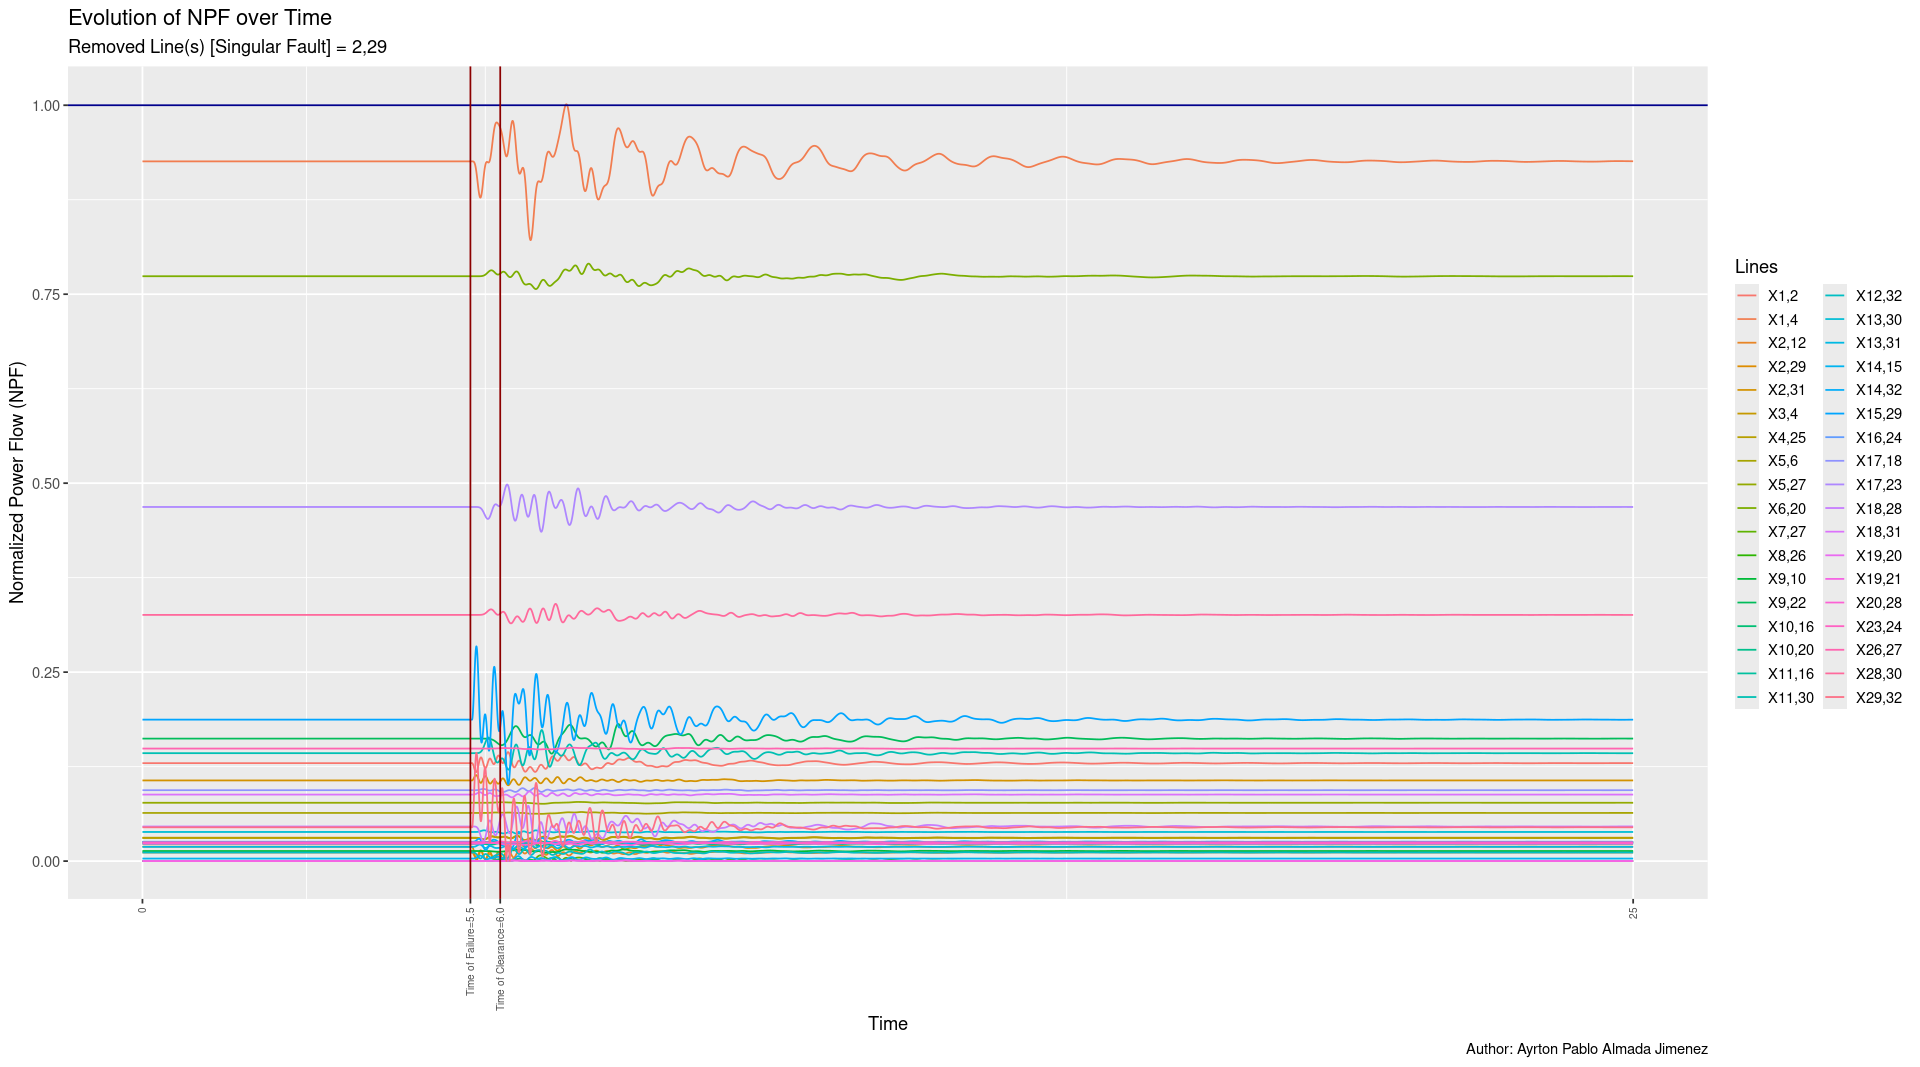 Evolution of NPF over Time
Removed Line(s) [Singular Fault] = 2,29
Normalized Power Flow (NPF)
1.00
0.75
0.50
0.25
0.00
0
Time of Failure=5.5
Time of Clearance=6.0
25
Time
Lines
X1,2
X1,4
X2,12
X2,29
X2,31
X3,4
X4,25
X5,6
X5,27
X6,20
X7,27
X8,26
X9,10
X9,22
X10,16
X10,20
X11,16
X11,30
X12,32
X13,30
X13,31
X14,15
X14,32
X15,29
X16,24
X17,18
X17,23
X18,28
X18,31
X19,20
X19,21
X20,28
X23,24
X26,27
X28,30
X29,32
Author: Ayrton Pablo Almada Jimenez